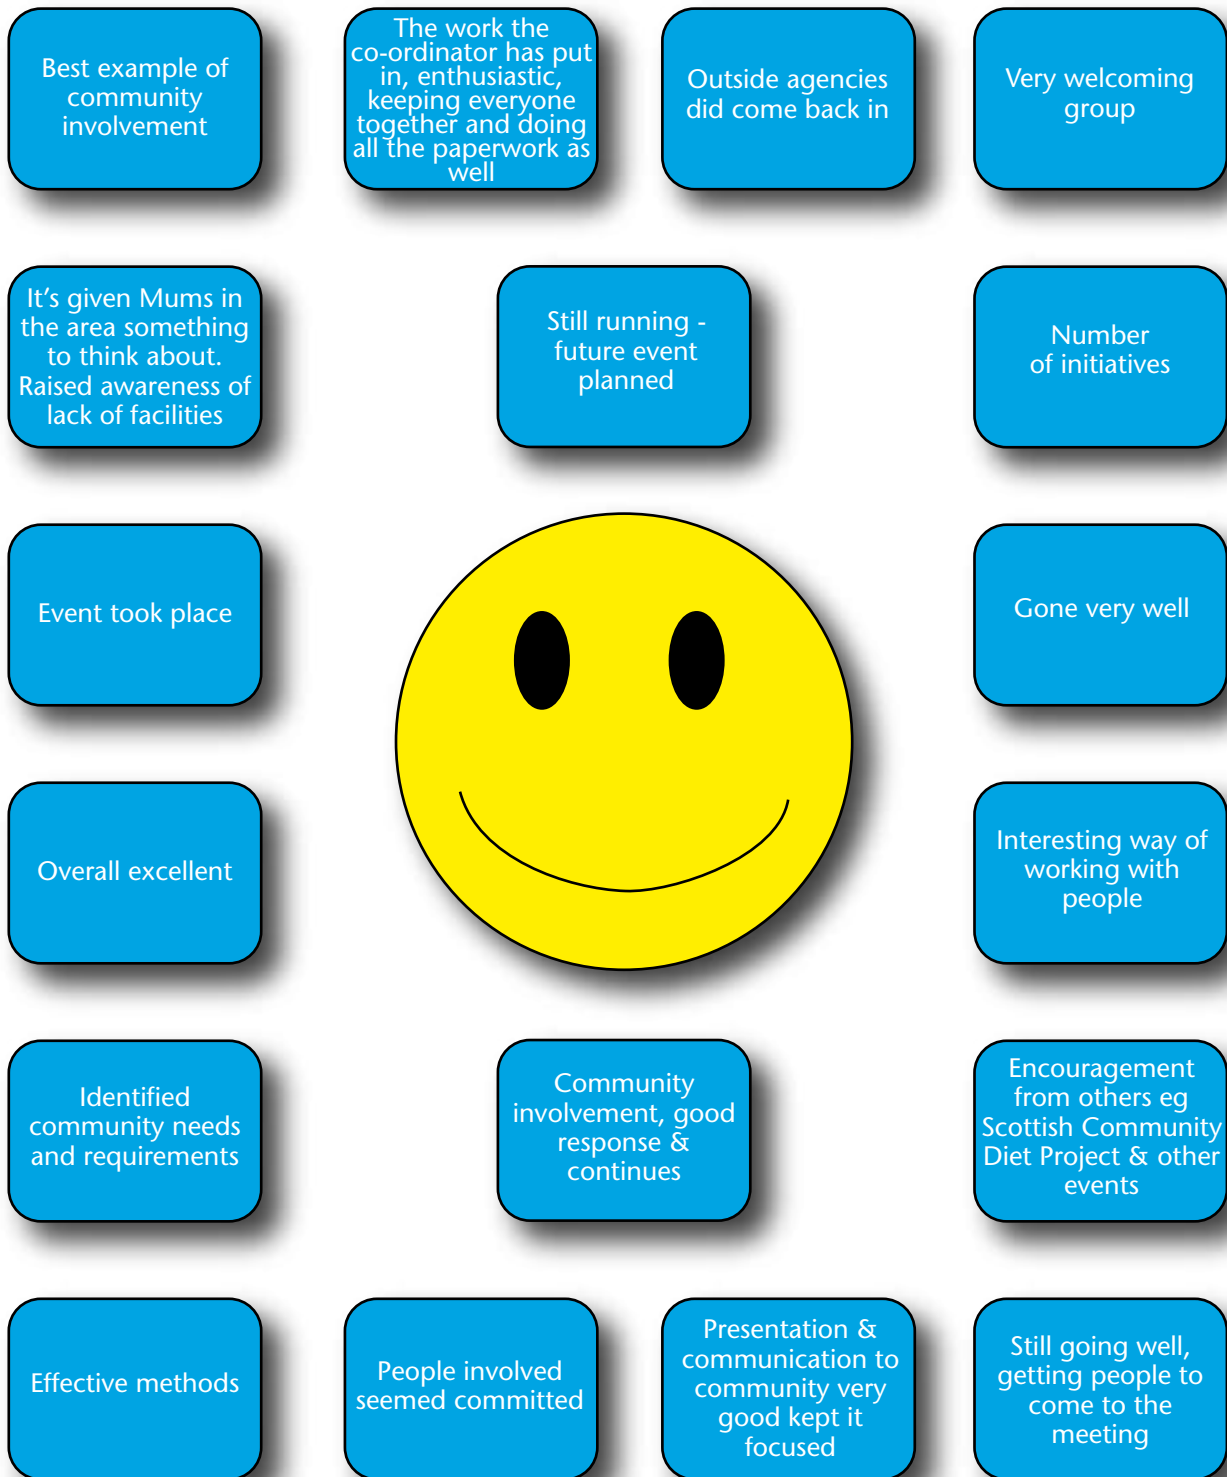 Best example of
community
involvement
The work the
co-ordinator has put
in, enthusiastic,
keeping everyone
together and doing
all the paperwork as
well
Outside agencies
did come back in
Very welcoming
group
It’s given Mums in
the area something
to think about.
Raised awareness of
lack of facilities
Still running -
future event
planned
Number
of initiatives
Event took place
Gone very well
Overall excellent
Interesting way of
working with
people
Identified
community needs
and requirements
Community
involvement, good
response &
continues
Encouragement
from others eg
Scottish Community
Diet Project & other
events
Effective methods
People involved
seemed committed
Presentation &
communication to
community very
good kept it
focused
Still going well,
getting people to
come to the
meeting